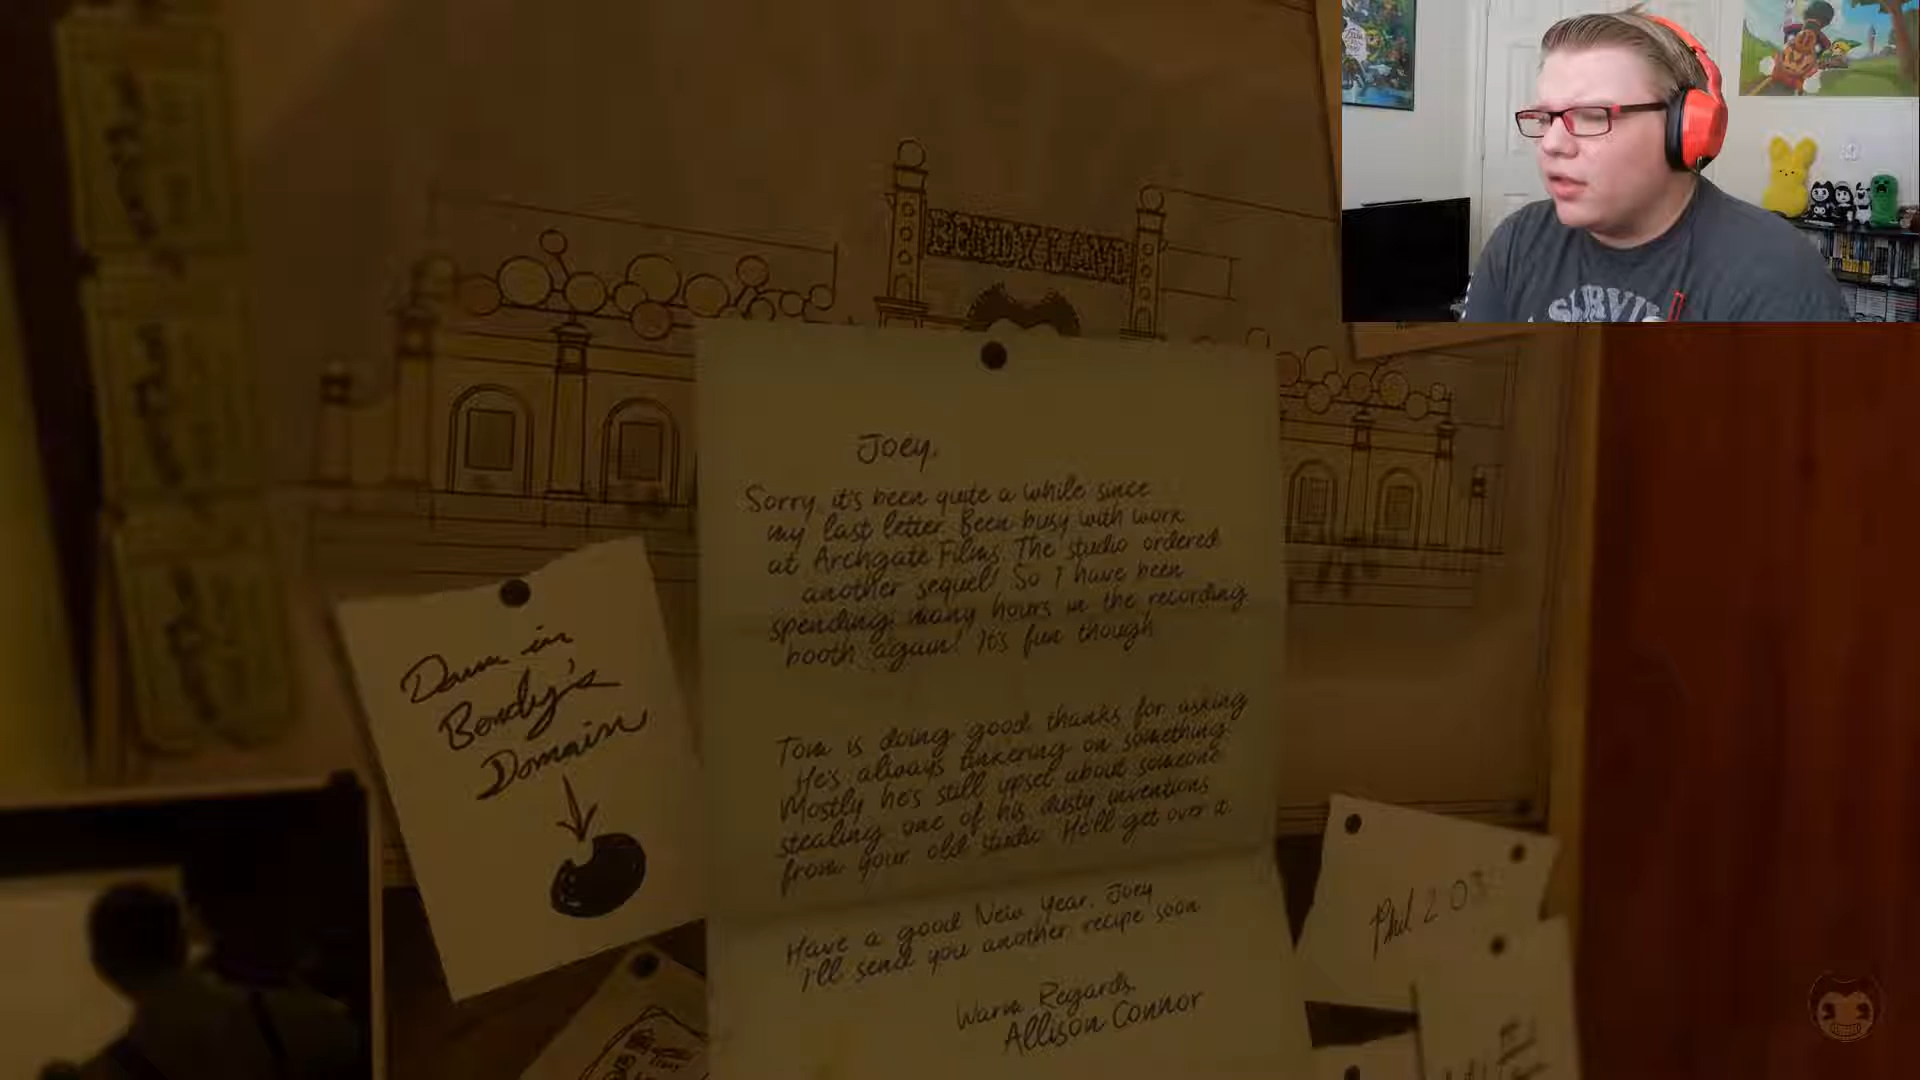 BENDY LAND
SURVIV
Joey,
Sorry, it's been quite a while since
my last letter. Been busy with work
at Archgate Films. The studio ordered
another sequel! So I have been
spending many hours in the recording
booth again! It's fun though
Tom is doing good thanks for asking
He's always tinkering on something.
Mostly he's still upset about someone
stealing one of his dusty inventions
from your old studio. He'll get over it.
Have a good New Year, Joey
I'll send you another recipe soon
Warm Regards,
Allison Connor
Down in
Bendy's
Domain
Phil 203